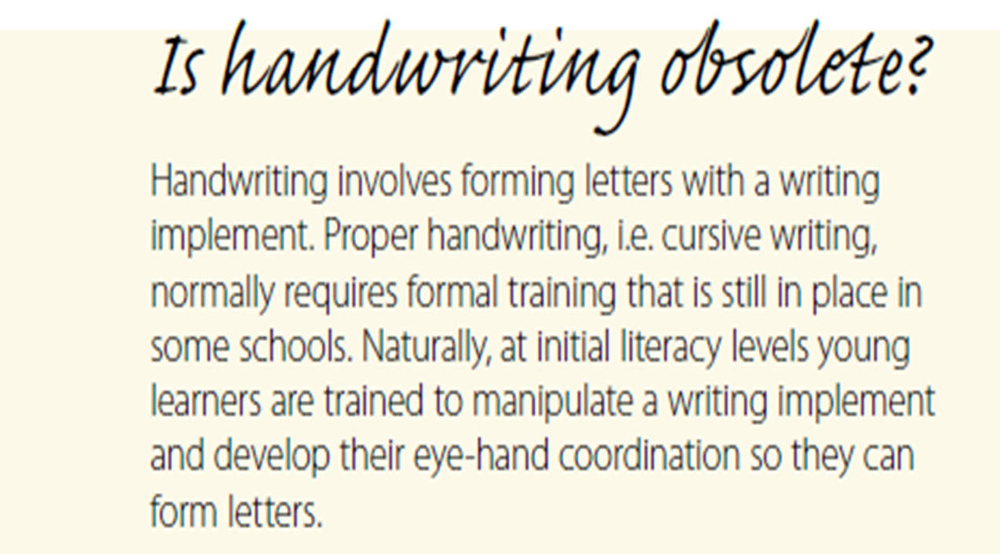 Is handwriting obsolete?
Handwriting involves forming letters with a writing
implement. Proper handwriting, i.e. cursive writing,
normally requires formal training that is still in place in
some schools. Naturally, at initial literacy levels young
learners are trained to manipulate a writing implement
and develop their eye-hand coordination so they can
form letters.